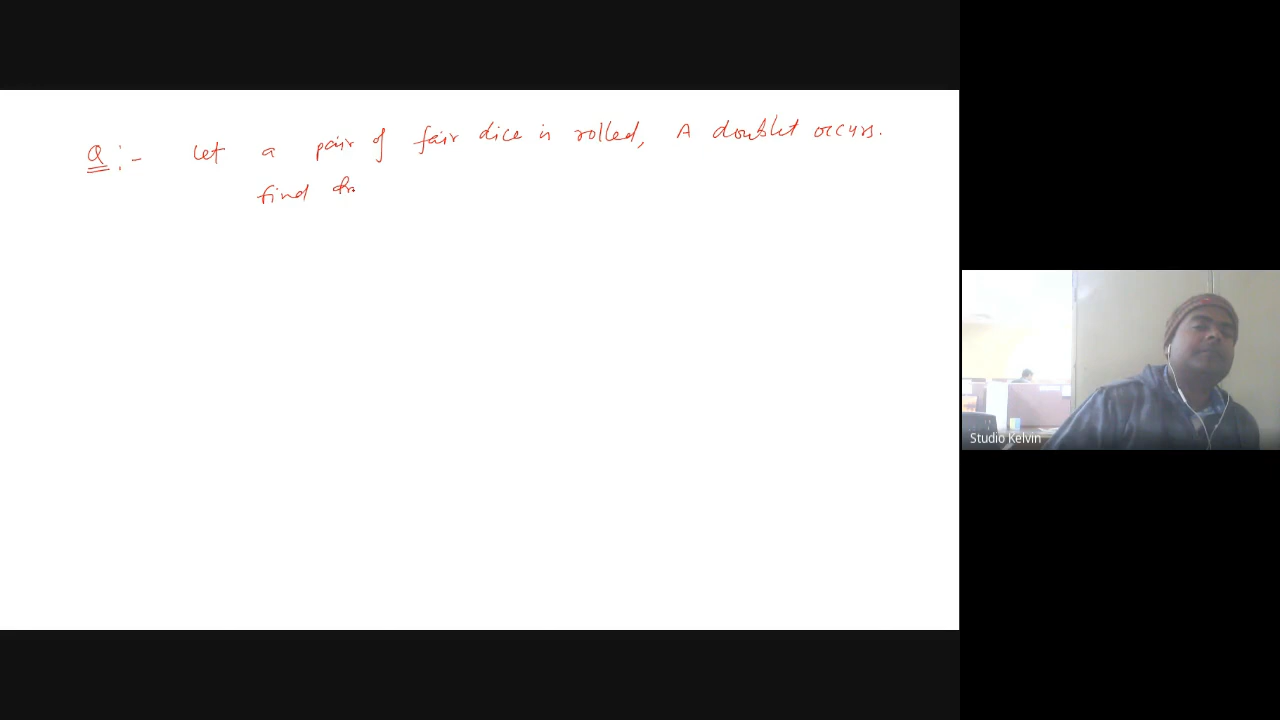 Q:- Let a pair of fair dice is rolled, A doublet occurs.
find
Studio Kelvin